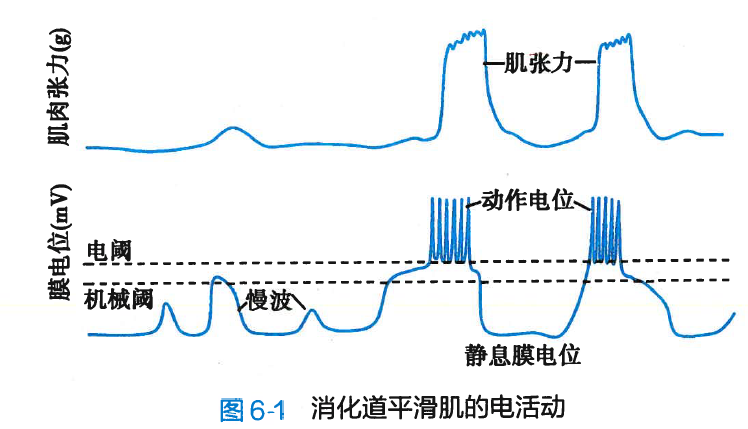 肌肉张力(g)
肌张力
膜电位(mV)
动作电位
电阈
机械阈
慢波
静息膜电位
图 6-1 消化道平滑肌的电活动